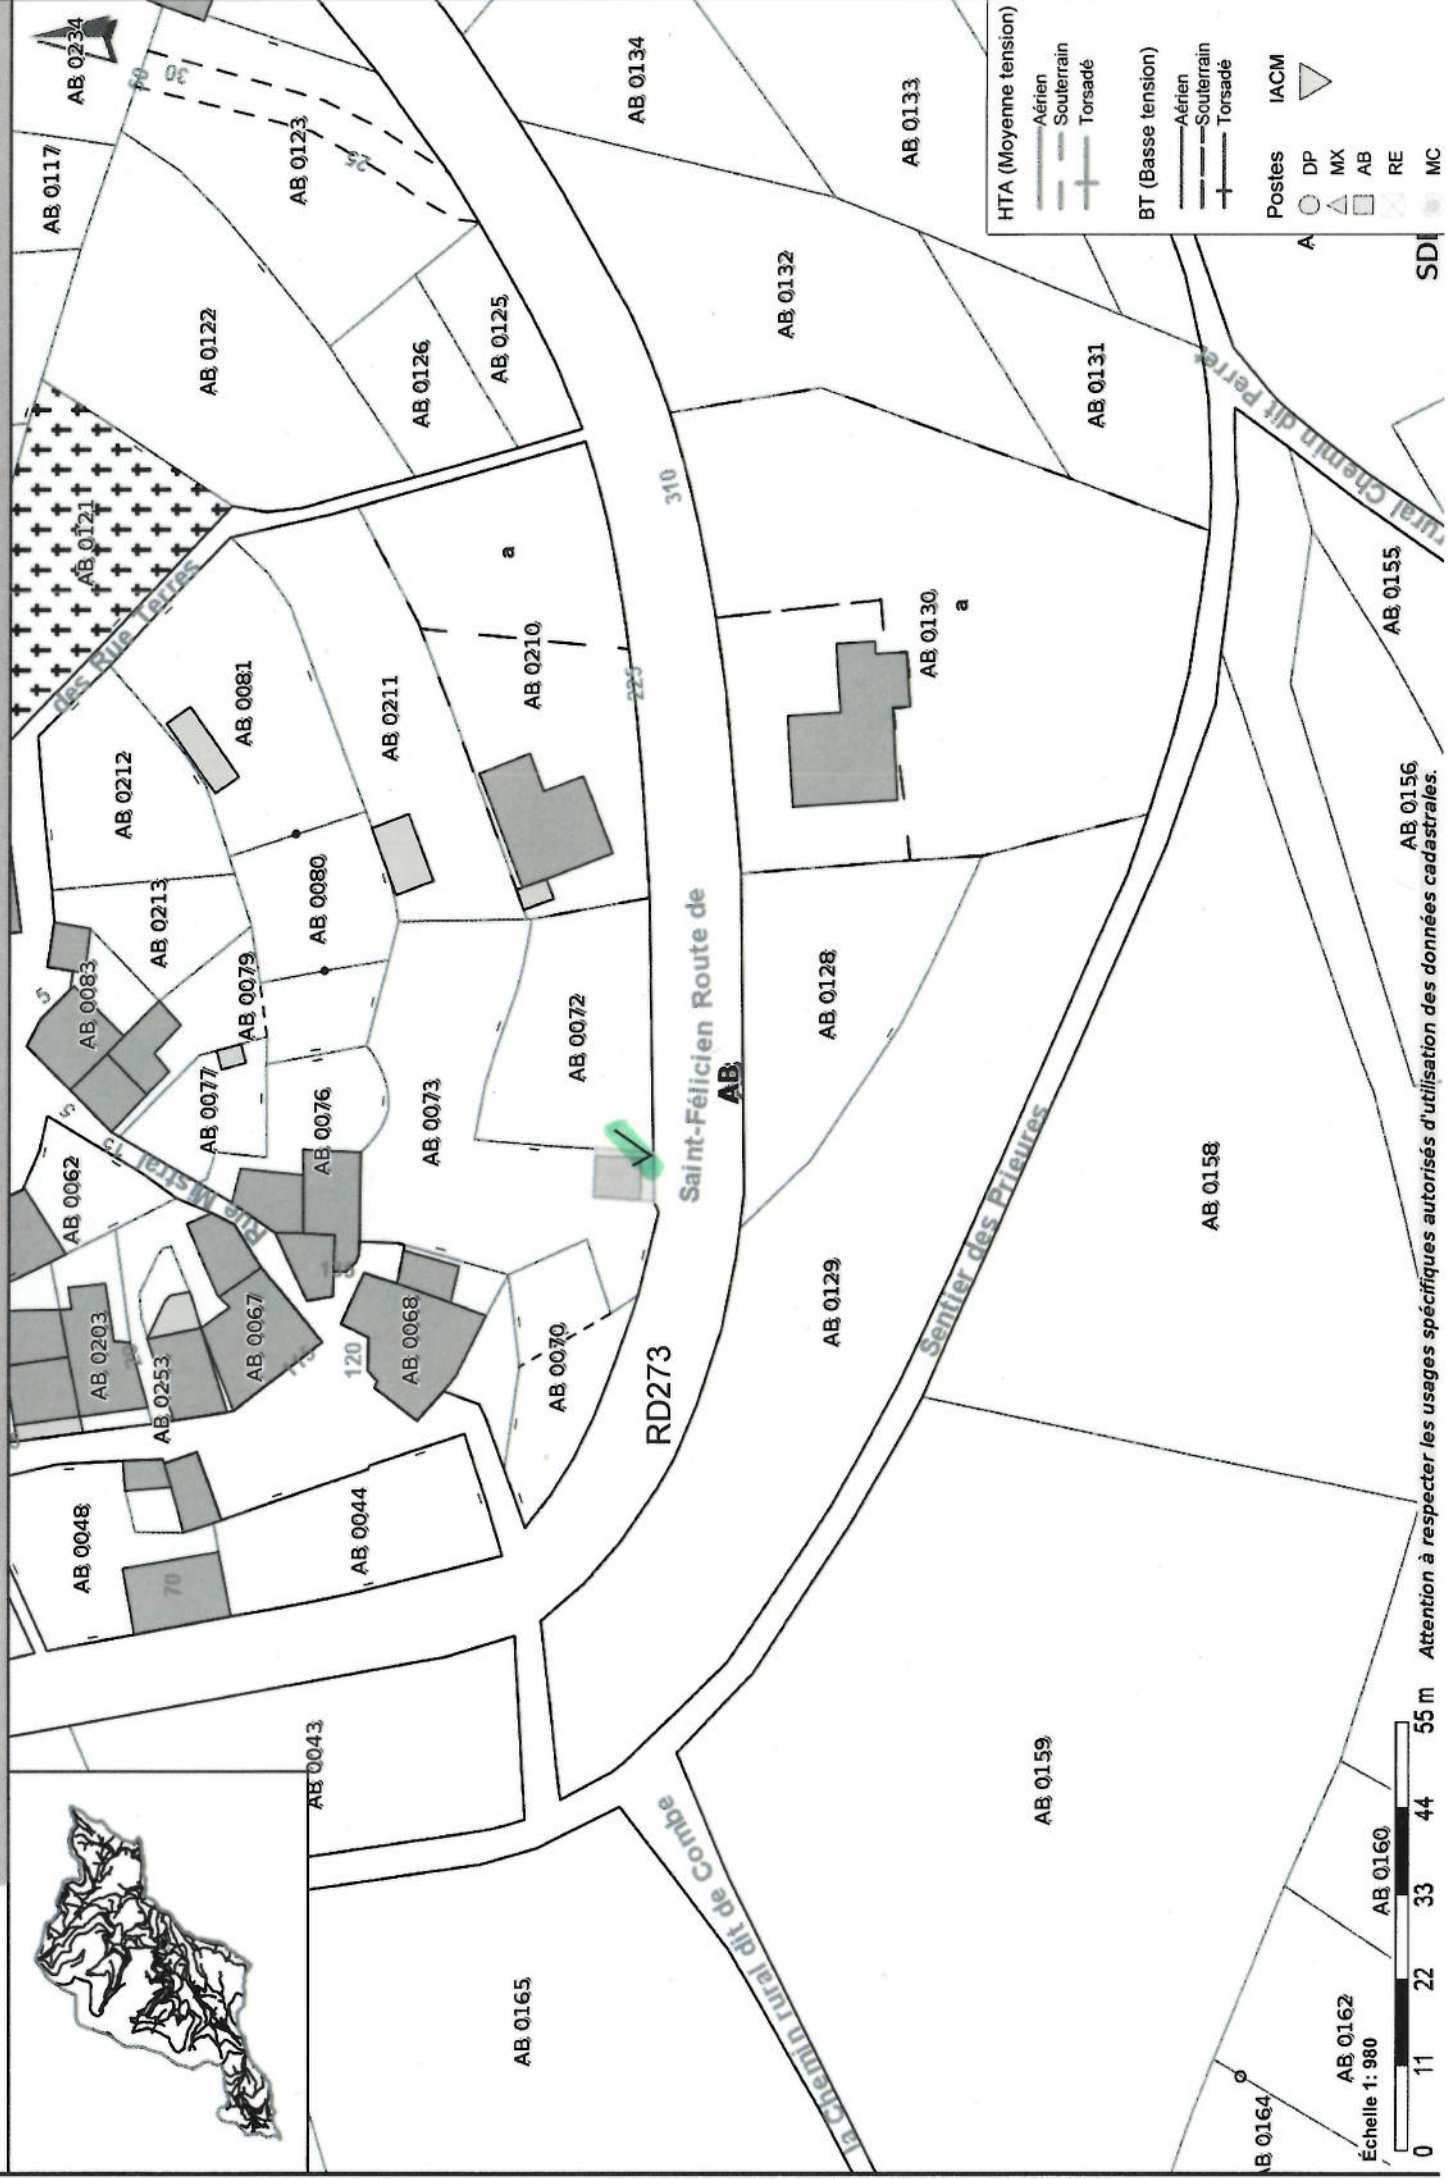 AB 0234
AB 0117
AB 0123
60
30
25
AB 0122
AB 0126
AB 0125
AB 0121
des Rue Terres
AB 0134
AB 0133
AB 0132
AB 0131
HTA (Moyenne tension)
Aérien
Souterrain
Torsadé
BT (Basse tension)
Aérien
Souterrain
Torsadé
Postes
DP
MX
AB
RE
MC
IACM
rural Chemin dit Perret
310
a
AB 0210
225
AB 0130
a
AB 0155
AB 0156
AB 0212
AB 0081
AB 0211
AB 0213
AB 0080
AB 0083
5
AB 0079
AB 0077
AB 0076
AB 0073
AB 0072
5
15
Rue Mistral
AB 0062
Saint-Félicien Route de
AB
AB 0128
AB 0129
Sentier des Prieures
AB 0158
AB 0203
AB 0253
AB 0067
120
AB 0068
AB 0070
RD273
AB 0048
70
AB 0044
AB 0043
AB 0159
la Chemin rural dit de Combe
AB 0165
AB 0160
AB 0162
AB 0164
Échelle 1: 980
0 11 22 33 44 55 m
Attention à respecter les usages spécifiques autorisés d'utilisation des données cadastrales.